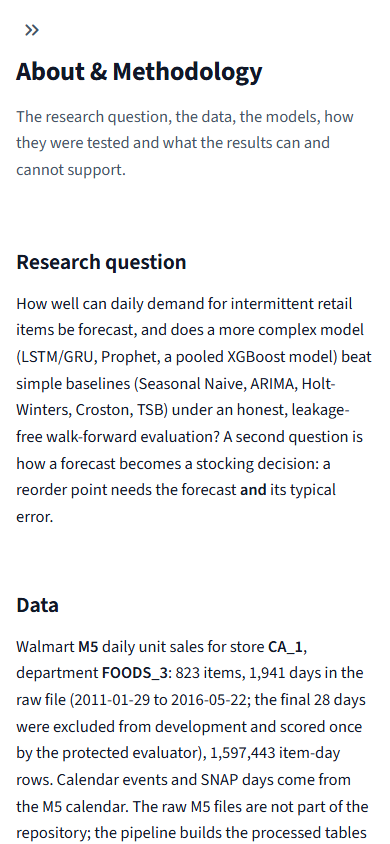 About & Methodology
The research question, the data, the models, how
they were tested and what the results can and
cannot support.
Research question
How well can daily demand for intermittent retail
items be forecast, and does a more complex model
(LSTM/GRU, Prophet, a pooled XGBoost model) beat
simple baselines (Seasonal Naive, ARIMA, Holt-
Winters, Croston, TSB) under an honest, leakage-
free walk-forward evaluation? A second question is
how a forecast becomes a stocking decision: a
reorder point needs the forecast and its typical
error.
Data
Walmart M5 daily unit sales for store CA_1,
department FOODS_3: 823 items, 1,941 days in the
raw file (2011-01-29 to 2016-05-22; the final 28 days
were excluded from development and scored once
by the protected evaluator), 1,597,443 item-day
rows. Calendar events and SNAP days come from
the M5 calendar. The raw M5 files are not part of the
repository; the pipeline builds the processed tables